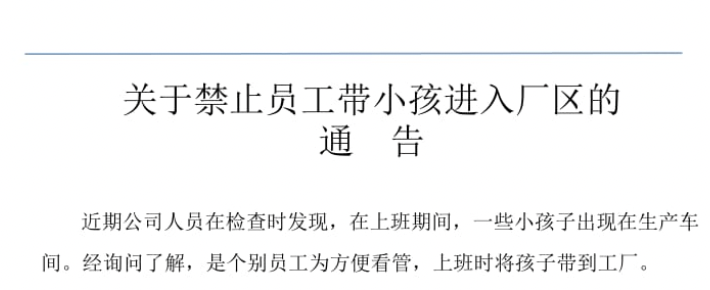 关于禁止员工带小孩进入厂区的
通 告
近期公司人员在检查时发现，在上班期间，一些小孩子出现在生产车
间。经询问了解，是个别员工为方便看管，上班时将孩子带到工厂。